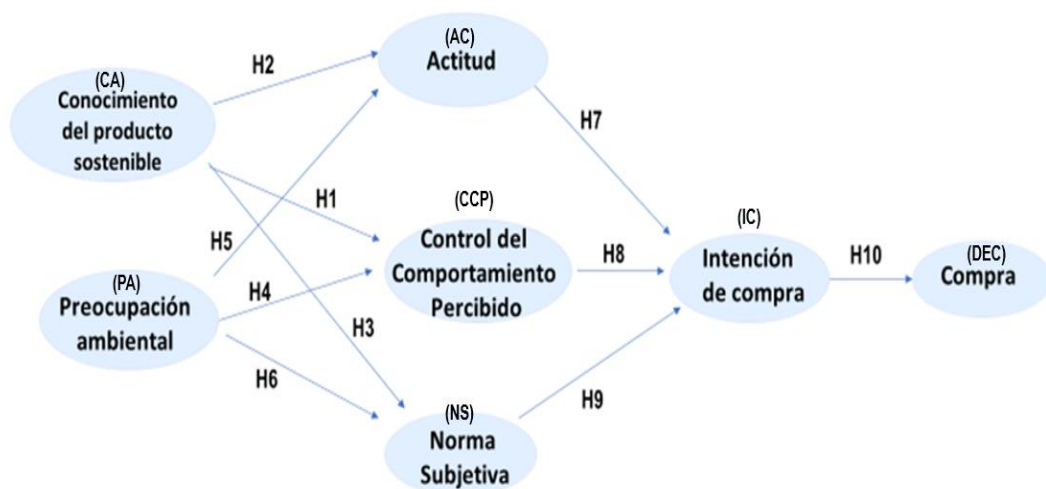 (CA)
Conocimiento
del producto
sostenible
(PA)
Preocupación
ambiental
H2
H1
H5
H4
H3
H6
(AC)
Actitud
(CCP)
Control del
Comportamiento
Percibido
(NS)
Norma
Subjetiva
H7
H8
H9
(IC)
Intención
de compra
H10
(DEC)
Compra